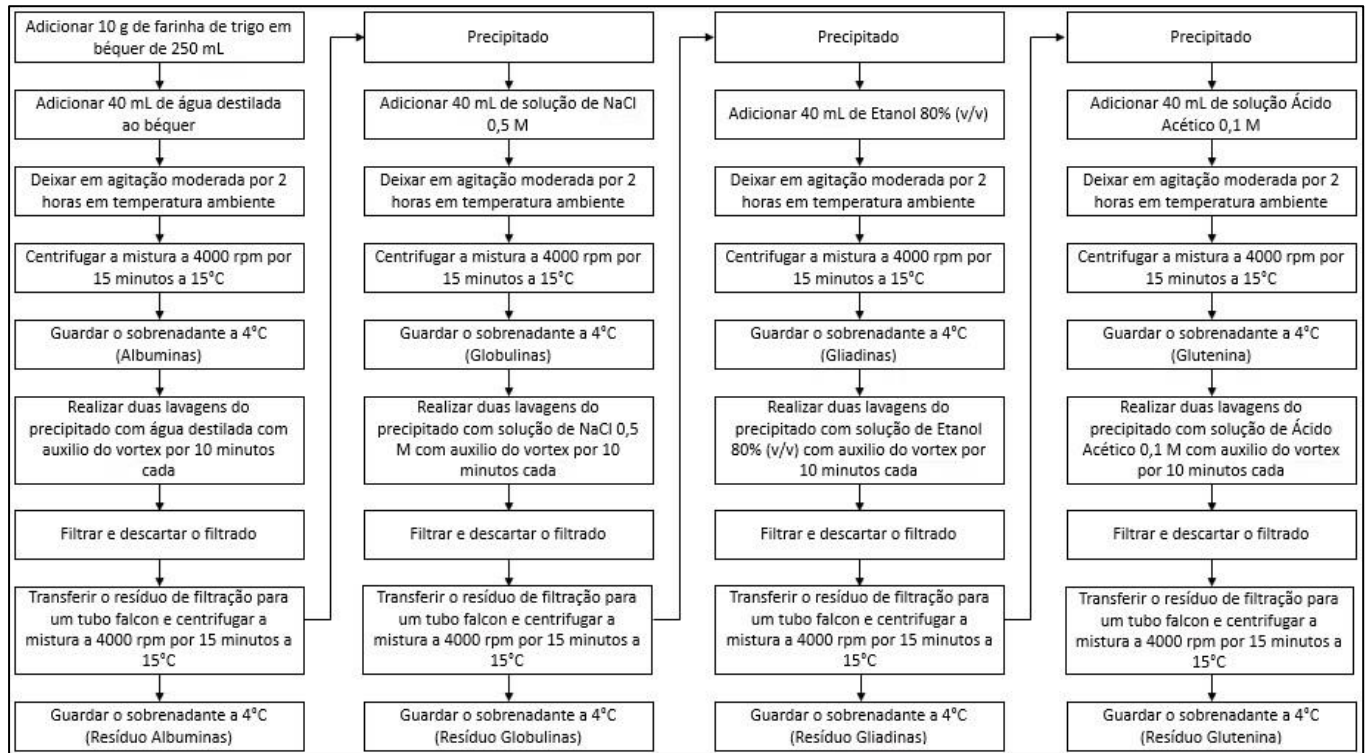 Adicionar 10 g de farinha de trigo em
béquer de 250 mL
Adicionar 40 mL de água destilada
ao béquer
Deixar em agitação moderada por 2
horas em temperatura ambiente
Centrifugar a mistura a 4000 rpm por
15 minutos a 15°C
Guardar o sobrenadante a 4°C
(Albuminas)
Realizar duas lavagens do
precipitado com água destilada com
auxilio do vortex por 10 minutos
cada
Filtrar e descartar o filtrado
Transferir o resíduo de filtração para
um tubo falcon e centrifugar a
mistura a 4000 rpm por 15 minutos a
15°C
Guardar o sobrenadante a 4°C
(Resíduo Albuminas)
Precipitado
Adicionar 40 mL de solução de NaCl
0,5 M
Deixar em agitação moderada por 2
horas em temperatura ambiente
Centrifugar a mistura a 4000 rpm por
15 minutos a 15°C
Guardar o sobrenadante a 4°C
(Globulinas)
Realizar duas lavagens do
precipitado com solução de NaCl 0,5
M com auxilio do vortex por 10
minutos cada
Filtrar e descartar o filtrado
Transferir o resíduo de filtração para
um tubo falcon e centrifugar a
mistura a 4000 rpm por 15 minutos a
15°C
Guardar o sobrenadante a 4°C
(Resíduo Globulinas)
Precipitado
Adicionar 40 mL de Etanol 80% (v/v)
Deixar em agitação moderada por 2
horas em temperatura ambiente
Centrifugar a mistura a 4000 rpm por
15 minutos a 15°C
Guardar o sobrenadante a 4°C
(Gliadinas)
Realizar duas lavagens do
precipitado com solução de Etanol
80% (v/v) com auxilio do vortex por
10 minutos cada
Filtrar e descartar o filtrado
Transferir o resíduo de filtração para
um tubo falcon e centrifugar a
mistura a 4000 rpm por 15 minutos a
15°C
Guardar o sobrenadante a 4°C
(Resíduo Gliadinas)
Precipitado
Adicionar 40 mL de solução Ácido
Acético 0,1 M
Deixar em agitação moderada por 2
horas em temperatura ambiente
Centrifugar a mistura a 4000 rpm por
15 minutos a 15°C
Guardar o sobrenadante a 4°C
(Glutenina)
Realizar duas lavagens do
precipitado com solução de Ácido
Acético 0,1 M com auxilio do vortex
por 10 minutos cada
Filtrar e descartar o filtrado
Transferir o resíduo de filtração para
um tubo falcon e centrifugar a
mistura a 4000 rpm por 15 minutos a
15°C
Guardar o sobrenadante a 4°C
(Resíduo Glutenina)